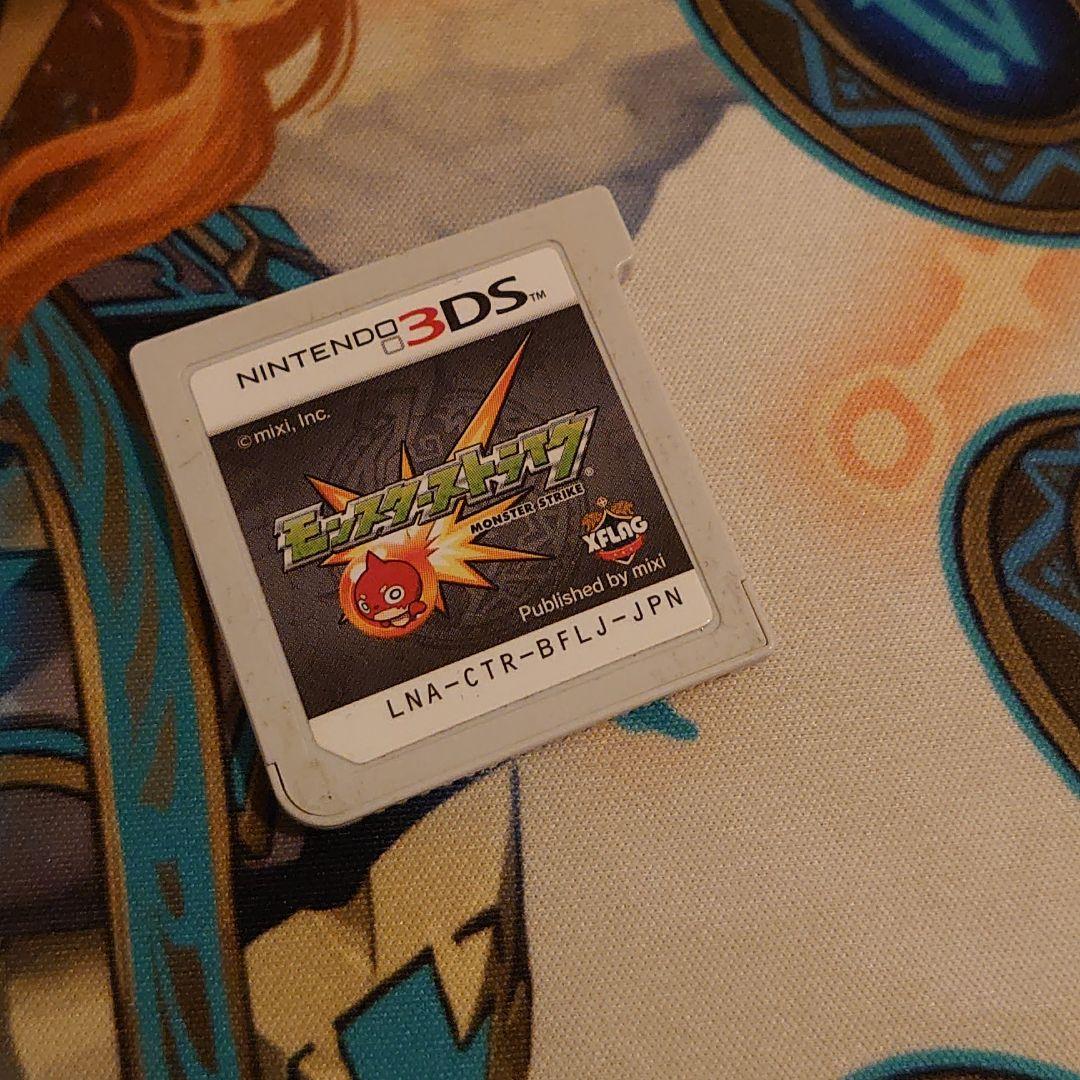 NINTENDO 3DS™
©mixi, Inc.
モンスターストライク®
MONSTER STRIKE
XFLAG
Published by mixi
LNA-CTR-BFLJ-JPN